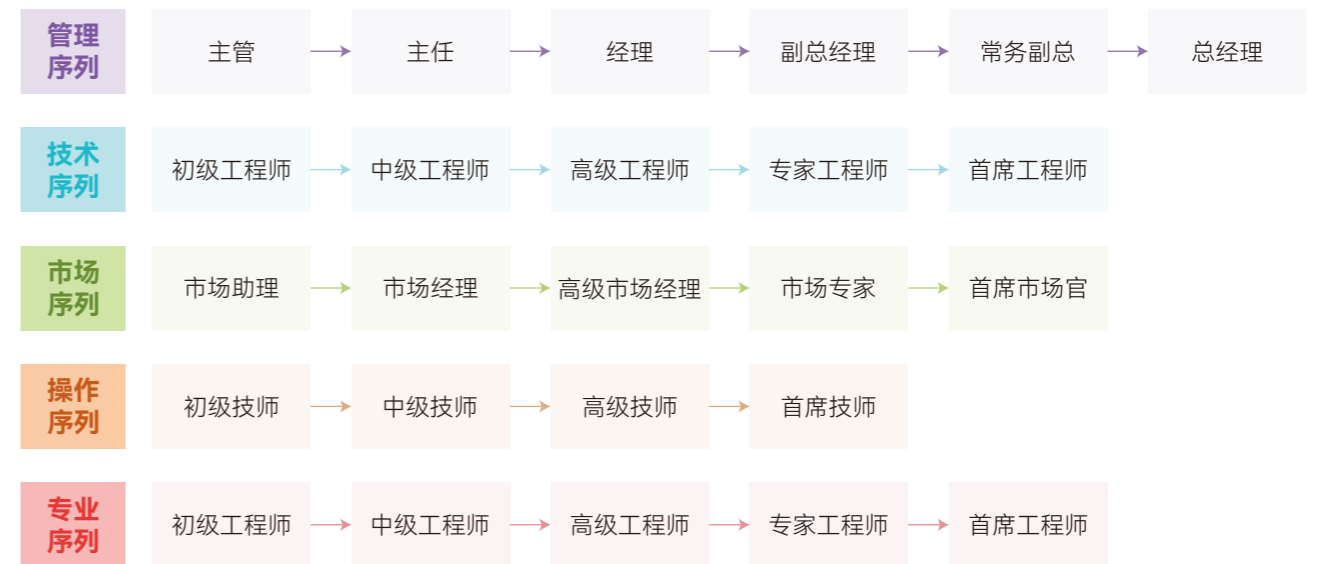 管理
序列
主管
主任
经理
副总经理
常务副总
总经理
技术
序列
初级工程师
中级工程师
高级工程师
专家工程师
首席工程师
市场
序列
市场助理
市场经理
高级市场经理
市场专家
首席市场官
操作
序列
初级技师
中级技师
高级技师
首席技师
专业
序列
初级工程师
中级工程师
高级工程师
专家工程师
首席工程师